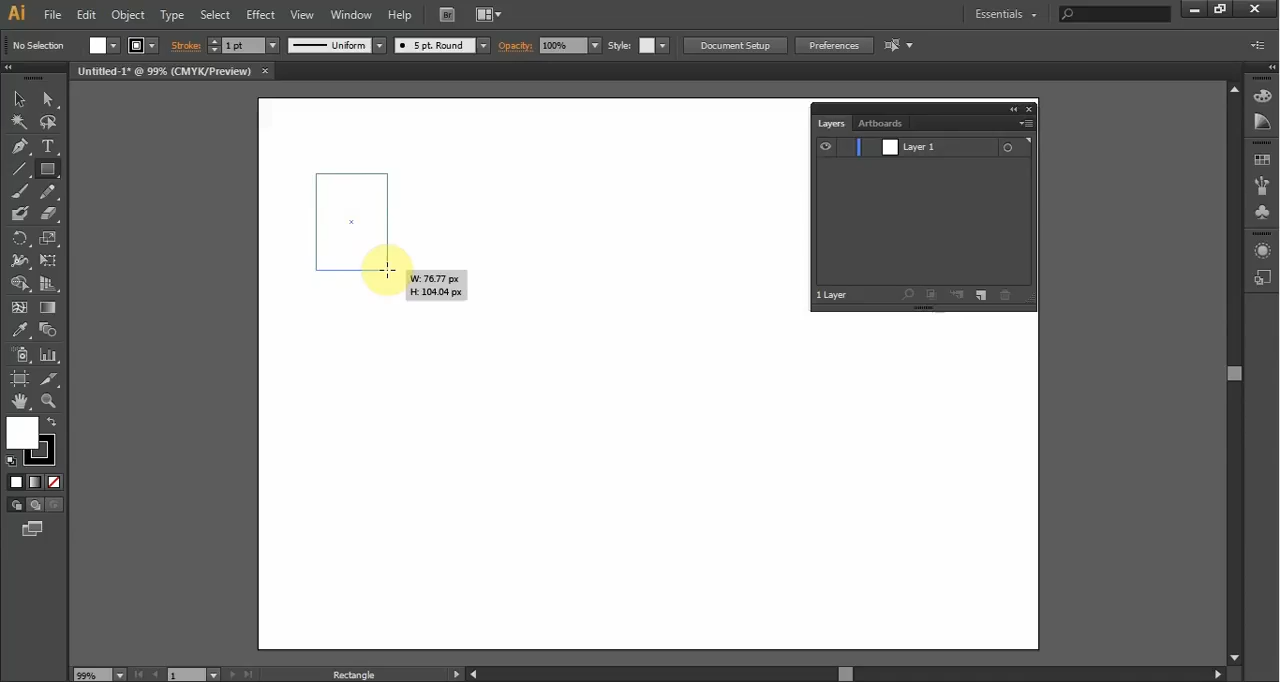 Ai File Edit Object Type Select Effect View Window Help Br Essentials
No Selection Stroke: 1 pt Uniform 5 pt. Round Opacity: 100% Style: Document Setup Preferences
Untitled-1* @ 99% (CMYK/Preview) ×
Layers Artboards
Layer 1
W: 76.77 px
H: 104.04 px
1 Layer
99% 1 Rectangle